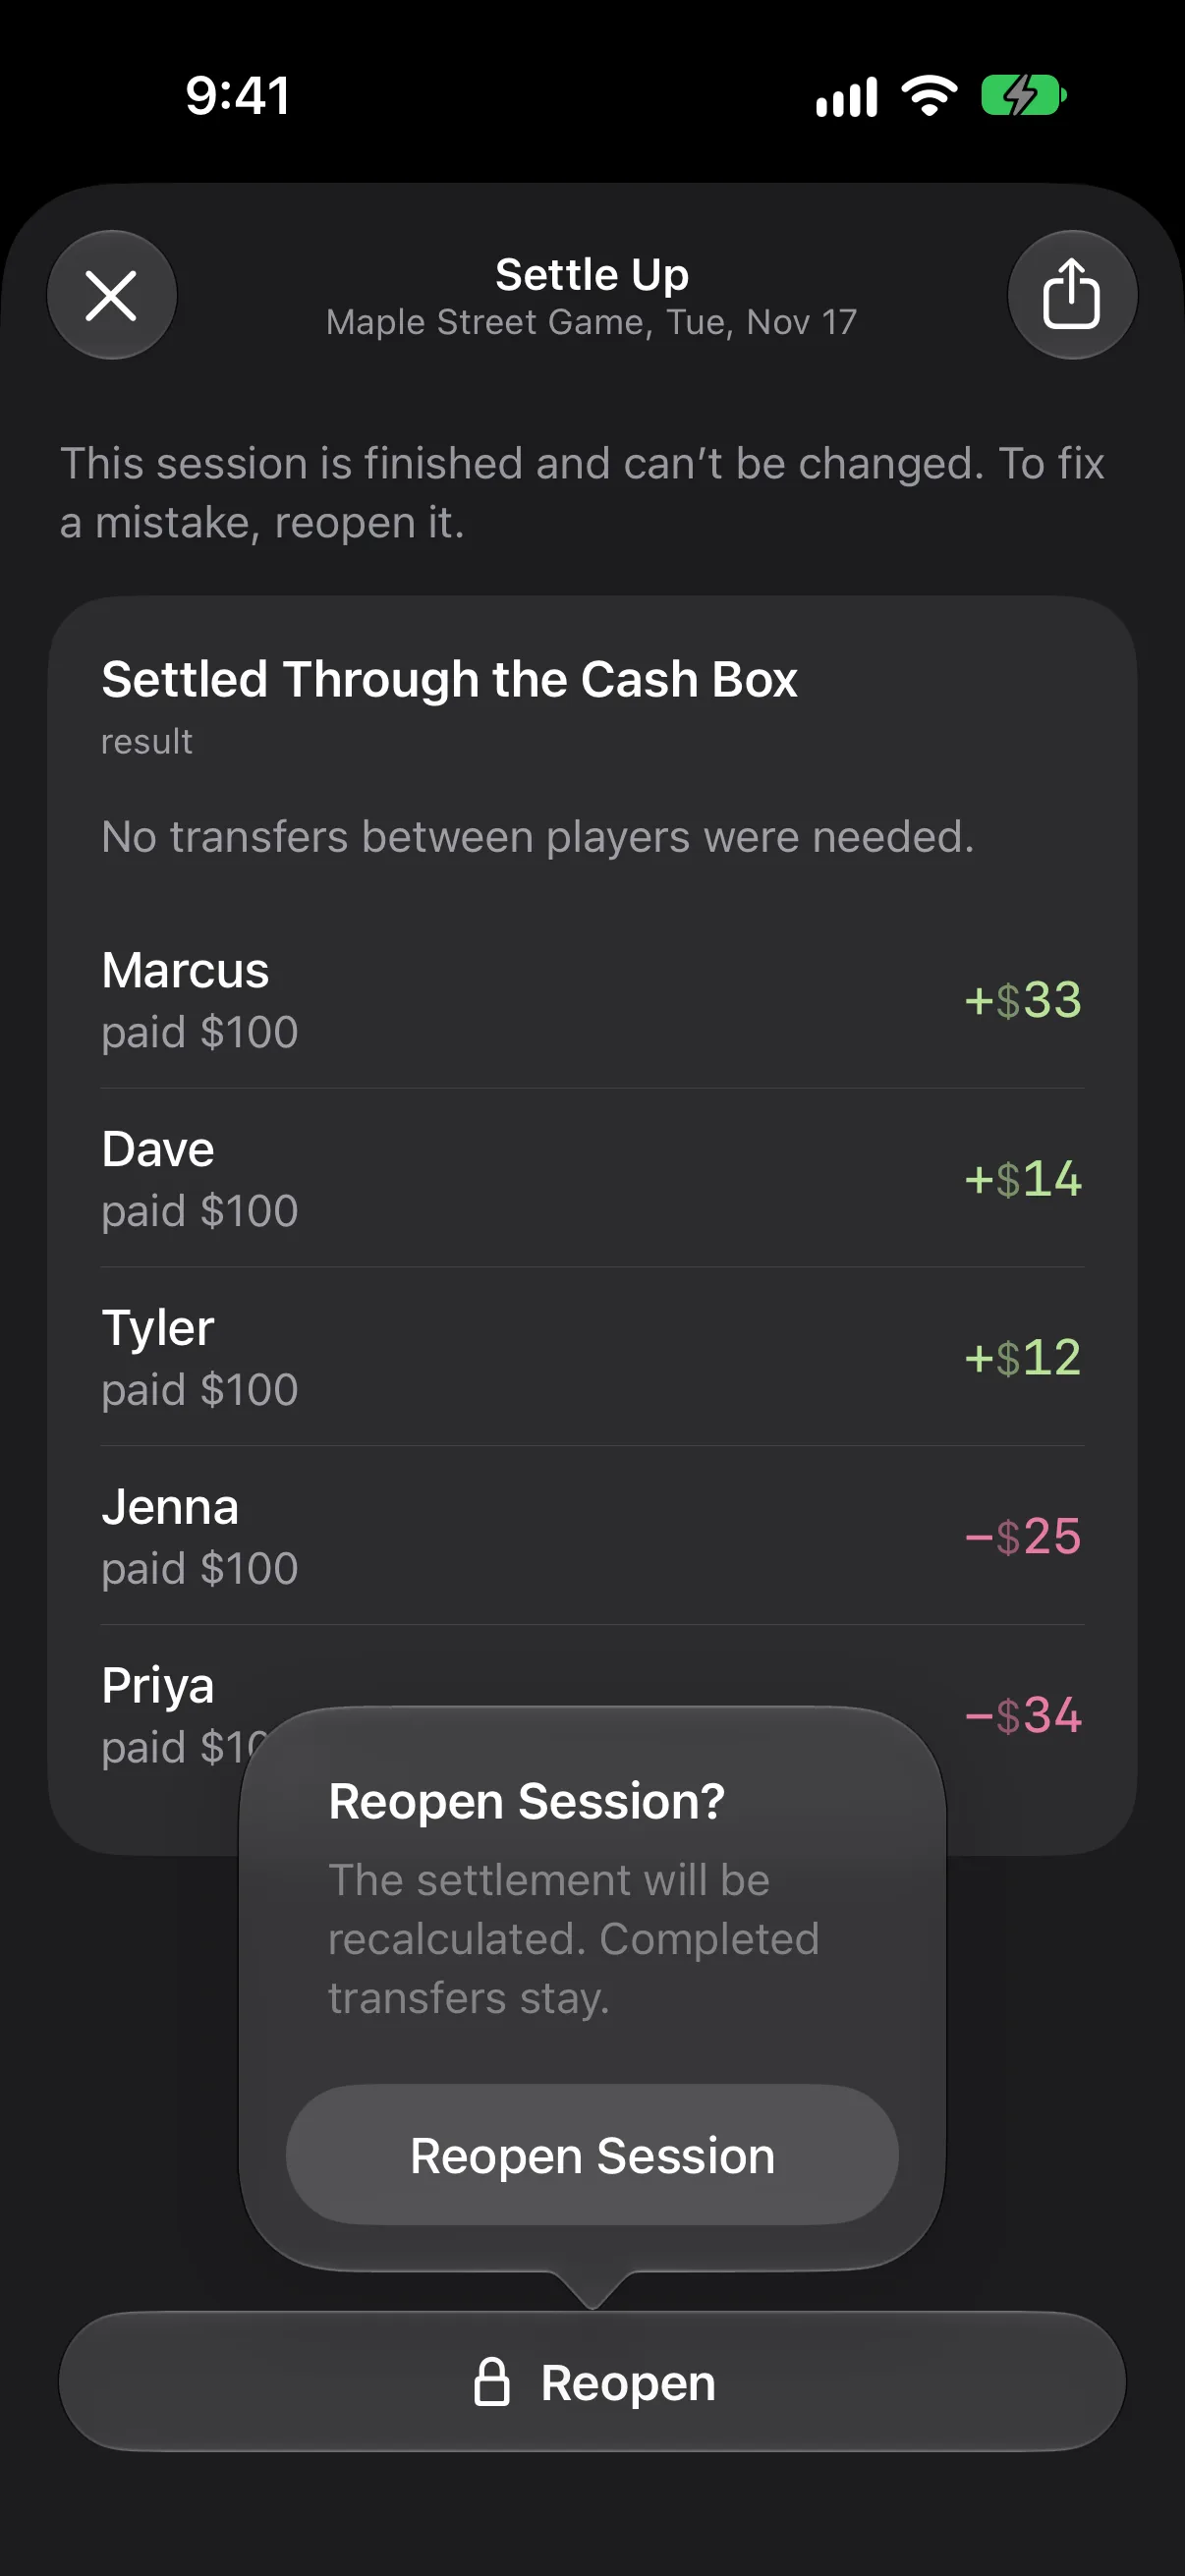 9:41
Settle Up
Maple Street Game, Tue, Nov 17
This session is finished and can’t be changed. To fix
a mistake, reopen it.
Settled Through the Cash Box
result
No transfers between players were needed.
Marcus
+$33
paid $100
Dave
+$14
paid $100
Tyler
+$12
paid $100
Jenna
−$25
paid $100
Priya
−$34
paid
Reopen Session?
The settlement will be
recalculated. Completed
transfers stay.
Reopen Session
Reopen